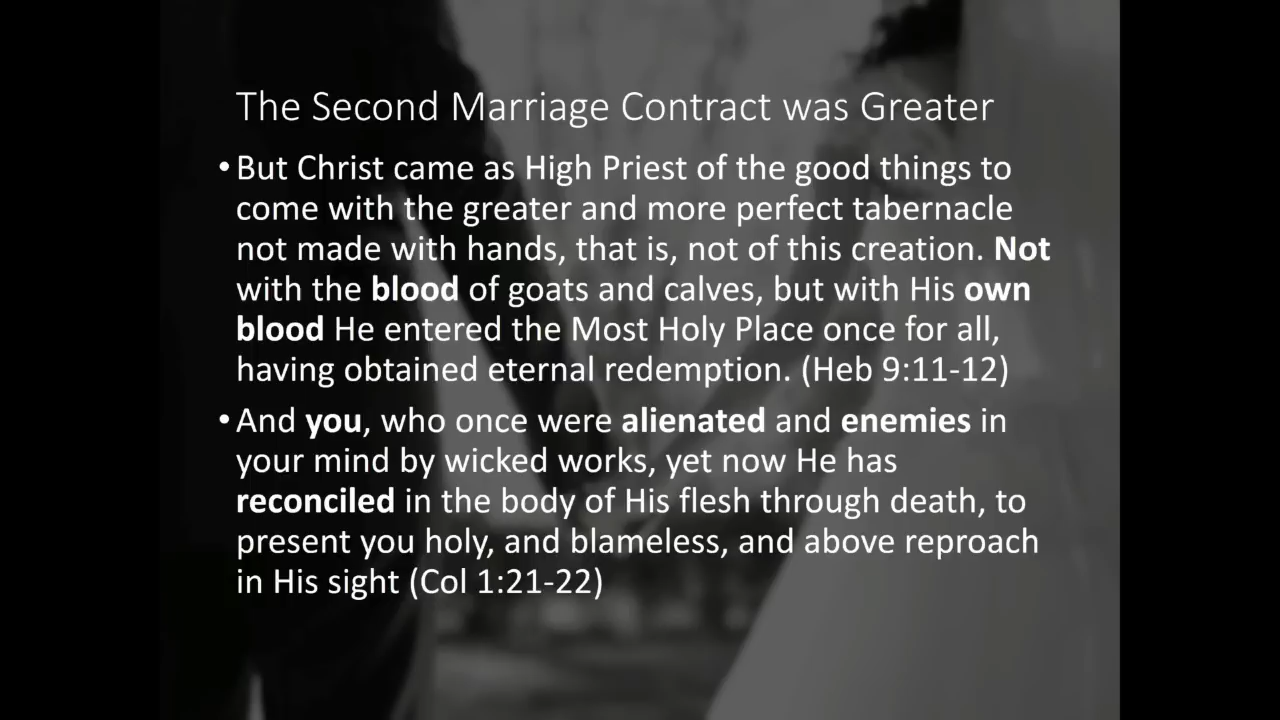 The Second Marriage Contract was Greater
•But Christ came as High Priest of the good things to
come with the greater and more perfect tabernacle
not made with hands, that is, not of this creation. Not
with the blood of goats and calves, but with His own
blood He entered the Most Holy Place once for all,
having obtained eternal redemption. (Heb 9:11-12)
•And you, who once were alienated and enemies in
your mind by wicked works, yet now He has
reconciled in the body of His flesh through death, to
present you holy, and blameless, and above reproach
in His sight (Col 1:21-22)